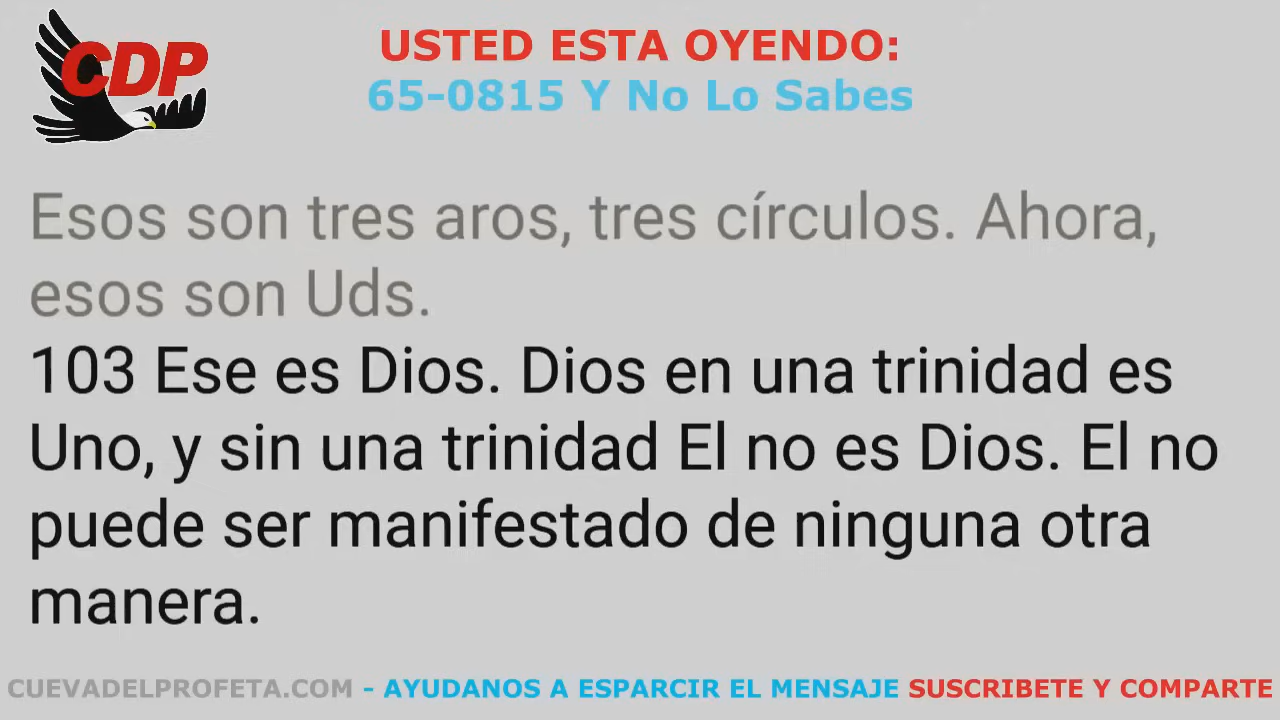 CDP
USTED ESTA OYENDO:
65-0815 Y No Lo Sabes
Esos son tres aros, tres círculos. Ahora,
esos son Uds.
103 Ese es Dios. Dios en una trinidad es
Uno, y sin una trinidad El no es Dios. El no
puede ser manifestado de ninguna otra
manera.
CUEVADELPROFETA.COM - AYUDANOS A ESPARCIR EL MENSAJE SUSCRIBETE Y COMPARTE